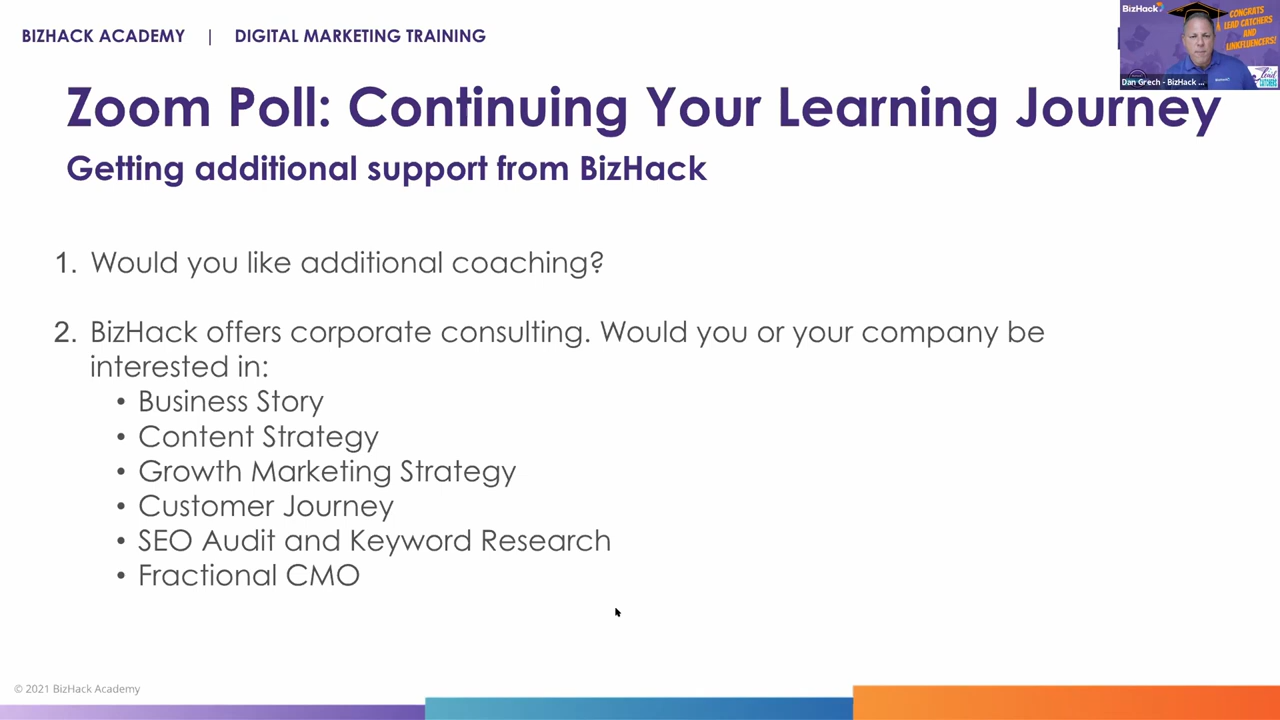 BIZHACK ACADEMY | DIGITAL MARKETING TRAINING
BizHack
CONGRATS
LEAD CATCHERS
AND
LINKFLUENCERS!
Dan Grech - BizHack ...
Zoom Poll: Continuing Your Learning Journey
Getting additional support from BizHack
1. Would you like additional coaching?
2. BizHack offers corporate consulting. Would you or your company be
interested in:
• Business Story
• Content Strategy
• Growth Marketing Strategy
• Customer Journey
• SEO Audit and Keyword Research
• Fractional CMO
© 2021 BizHack Academy